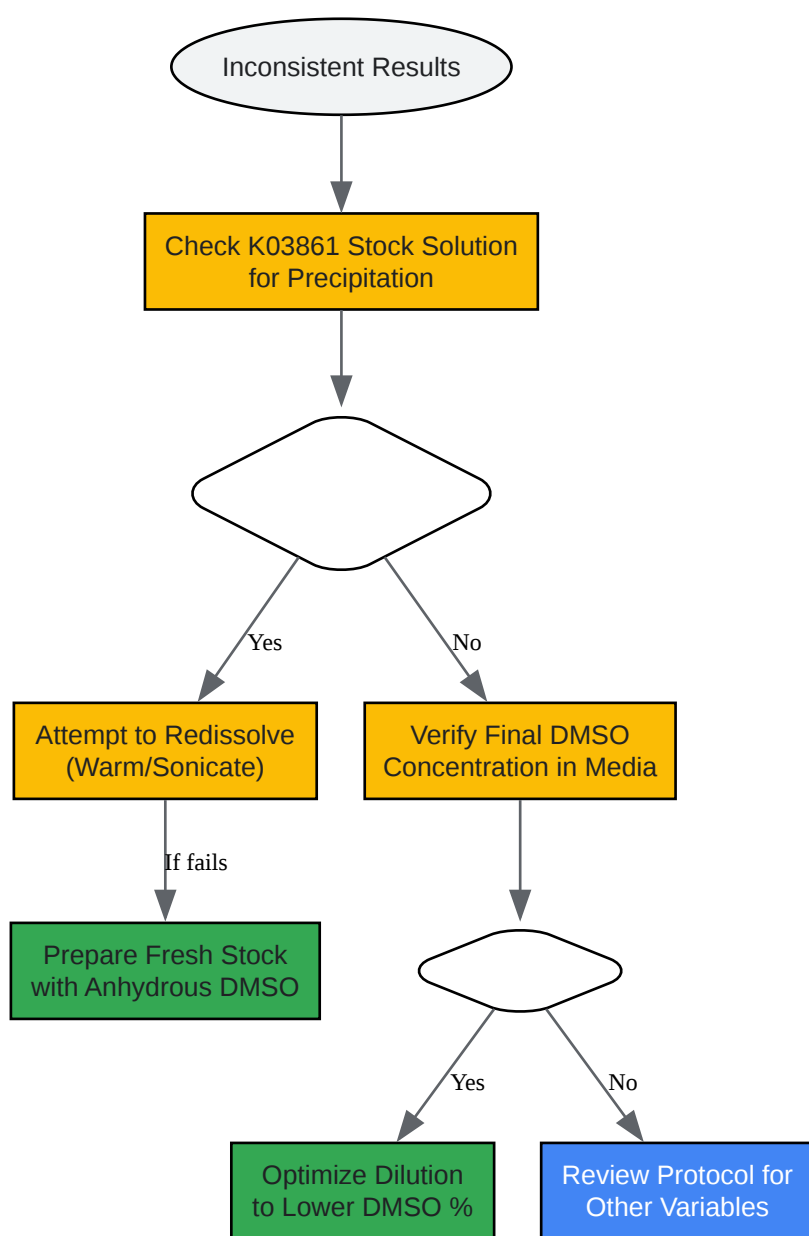 Inconsistent Results
Check K03861 Stock Solution
for Precipitation
Yes
No
Attempt to Redissolve
(Warm/Sonicate)
Verify Final DMSO
Concentration in Media
If fails
Prepare Fresh Stock
with Anhydrous DMSO
Yes
No
Optimize Dilution
to Lower DMSO %
Review Protocol for
Other Variables